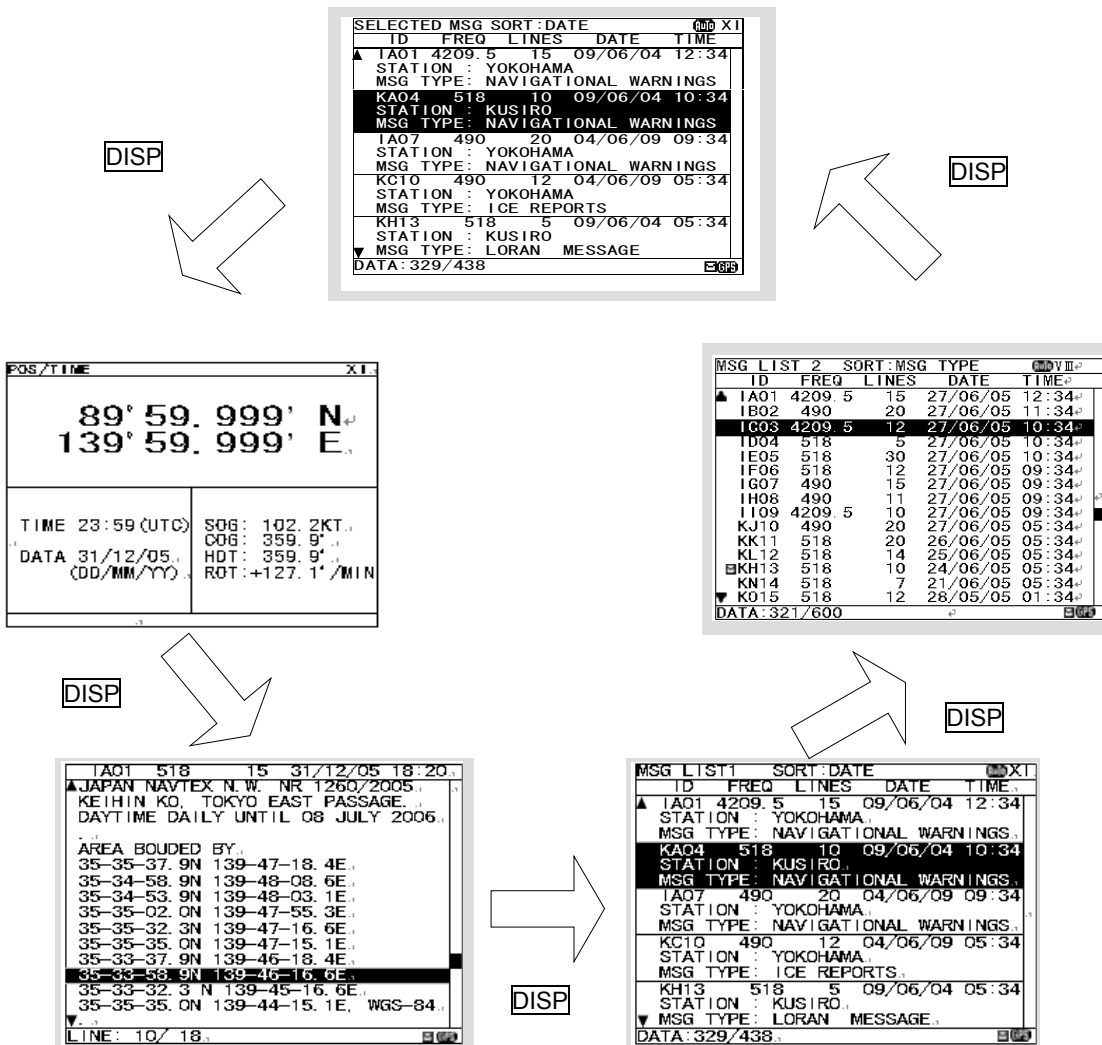 SELECTED MSG SORT:DATE Auto XI
ID FREQ LINES DATE TIME
▲ IA01 4209.5 15 09/06/04 12:34
STATION : YOKOHAMA
MSG TYPE: NAVIGATIONAL WARNINGS
KA04 518 10 09/06/04 10:34
STATION : KUSIRO
MSG TYPE: NAVIGATIONAL WARNINGS
IA07 490 20 04/06/09 09:34
STATION : YOKOHAMA
MSG TYPE: NAVIGATIONAL WARNINGS
KC10 490 12 04/06/09 05:34
STATION : YOKOHAMA
MSG TYPE: ICE REPORTS
KH13 518 5 09/06/04 05:34
STATION : KUSIRO
▼ MSG TYPE: LORAN MESSAGE
DATA:329/438 GPS
DISP
DISP
POS/TIME XI
89°59.999' N
139°59.999' E
TIME 23:59(UTC)
DATA 31/12/05
(DD/MM/YY)
SOG: 102.2KT
COG: 359.9°
HDT: 359.9°
ROT:+127.1°/MIN
MSG LIST 2 SORT:MSG TYPE Auto VIII
ID FREQ LINES DATE TIME
▲ IA01 4209.5 15 27/06/05 12:34
IB02 490 20 27/06/05 11:34
IC03 4209.5 12 27/06/05 10:34
ID04 518 5 27/06/05 10:34
IE05 518 30 27/06/05 10:34
IF06 518 12 27/06/05 09:34
IG07 490 15 27/06/05 09:34
IH08 490 11 27/06/05 09:34
II09 4209.5 10 27/06/05 09:34
KJ10 490 20 27/06/05 05:34
KK11 518 20 26/06/05 05:34
KL12 518 14 25/06/05 05:34
KH13 518 10 24/06/05 05:34
KN14 518 7 21/06/05 05:34
▼ KO15 518 12 28/05/05 01:34
DATA:321/600 GPS
DISP
DISP
IA01 518 15 31/12/05 18:20
▲JAPAN NAVTEX N.W. NR 1260/2005
KEIHIN KO, TOKYO EAST PASSAGE.
DAYTIME DAILY UNTIL 08 JULY 2006
AREA BOUDED BY
35-35-37.9N 139-47-18.4E
35-34-58.9N 139-48-08.6E
35-34-53.9N 139-48-03.1E
35-35-02.0N 139-47-55.3E
35-35-32.3N 139-47-16.6E
35-35-35.0N 139-47-15.1E
35-33-37.9N 139-46-18.4E
35-33-58.9N 139-46-16.6E
35-33-32.3 N 139-45-16.6E
35-35-35.0N 139-44-15.1E, WGS-84
▼
LINE: 10/ 18 GPS
DISP
MSG LIST1 SORT:DATE XI
ID FREQ LINES DATE TIME
▲ IA01 4209.5 15 09/06/04 12:34
STATION : YOKOHAMA
MSG TYPE: NAVIGATIONAL WARNINGS
KA04 518 10 09/06/04 10:34
STATION : KUSIRO
MSG TYPE: NAVIGATIONAL WARNINGS
IA07 490 20 04/06/09 09:34
STATION : YOKOHAMA
MSG TYPE: NAVIGATIONAL WARNINGS
KC10 490 12 04/06/09 05:34
STATION : YOKOHAMA
MSG TYPE: ICE REPORTS
KH13 518 5 09/06/04 05:34
STATION : KUSIRO
▼ MSG TYPE: LORAN MESSAGE
DATA:329/438 GPS